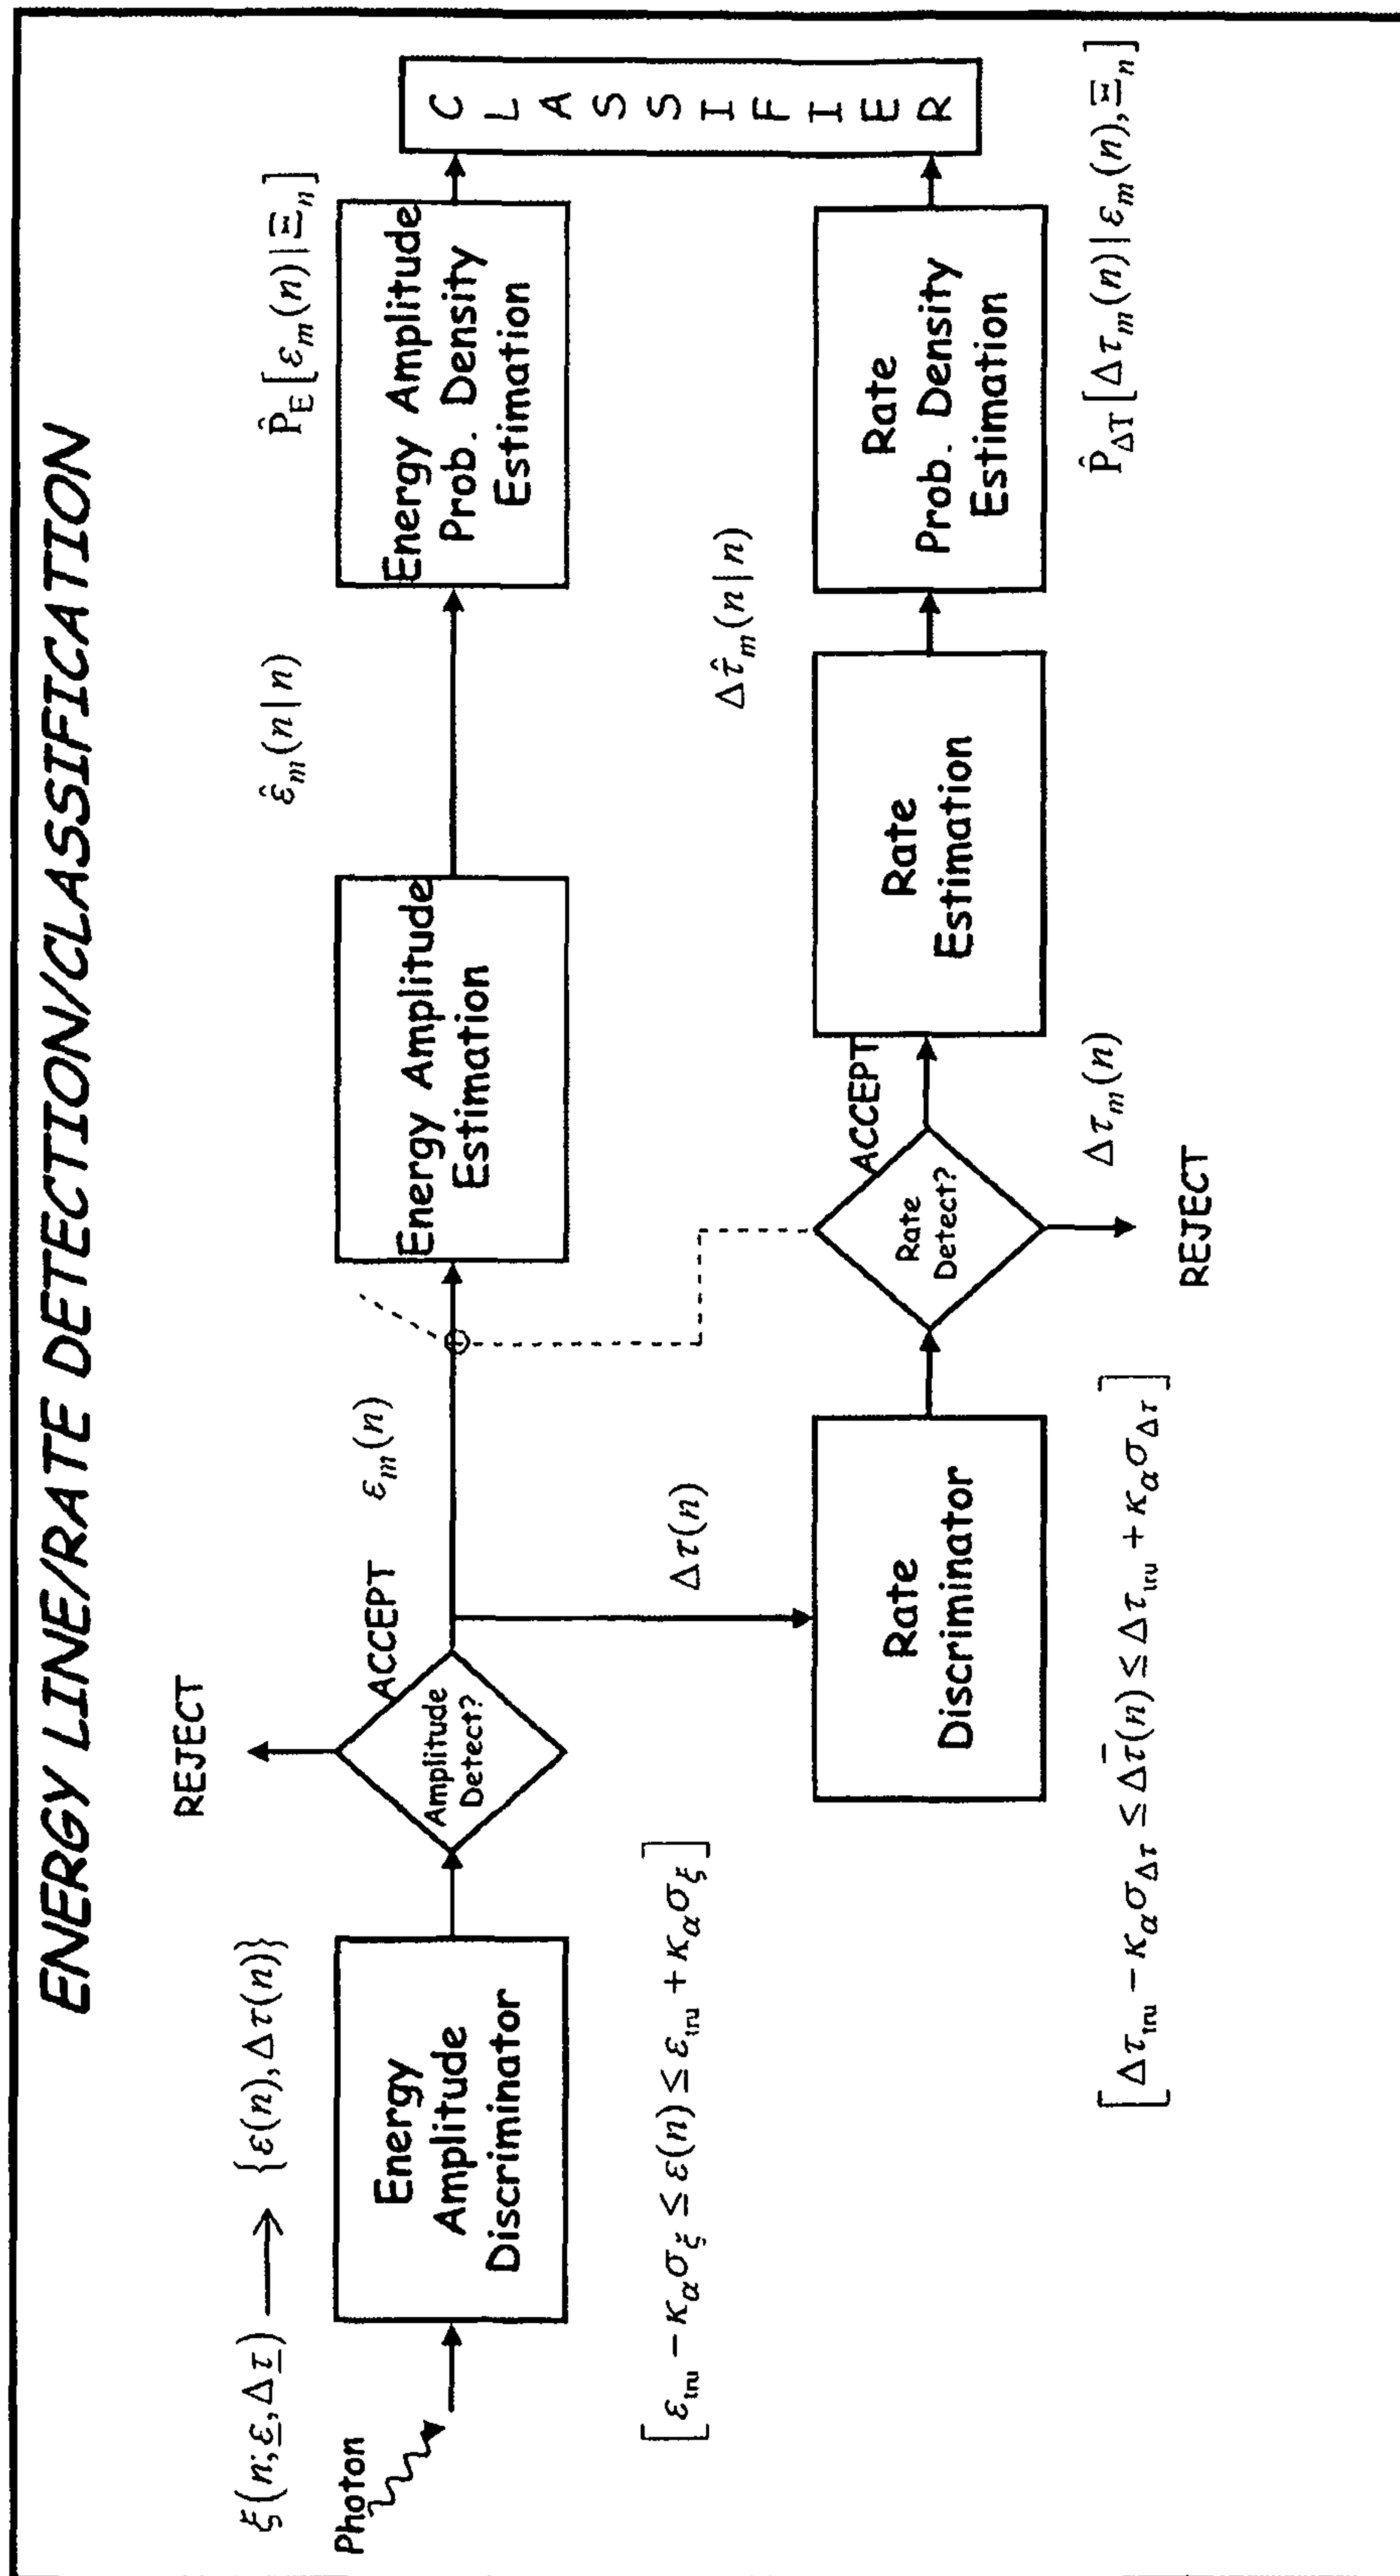 ENERGY LINE/RATE DETECTION/CLASSIFICATION
ξ(n;ε,Δτ) ⟶ {ε(n),Δτ(n)}
Photon
Energy
Amplitude
Discriminator
[ε_tru − κ_α σ_ξ ≤ ε(n) ≤ ε_tru + κ_α σ_ξ]
REJECT
Amplitude
Detect?
ACCEPT
ε_m(n)
Energy Amplitude
Estimation
ε̂_m(n|n)
P̂_E[ε_m(n)|Ξ_n]
Energy Amplitude
Prob. Density
Estimation
CLASSIFIER
Δτ(n)
Rate
Discriminator
[Δτ_tru − κ_α σ_Δτ ≤ Δτ̄(n) ≤ Δτ_tru + κ_α σ_Δτ]
Rate
Detect?
ACCEPT
REJECT
Δτ_m(n)
Rate
Estimation
Δτ̂_m(n|n)
Rate
Prob. Density
Estimation
P̂_ΔT[Δτ_m(n)|ε_m(n),Ξ_n]